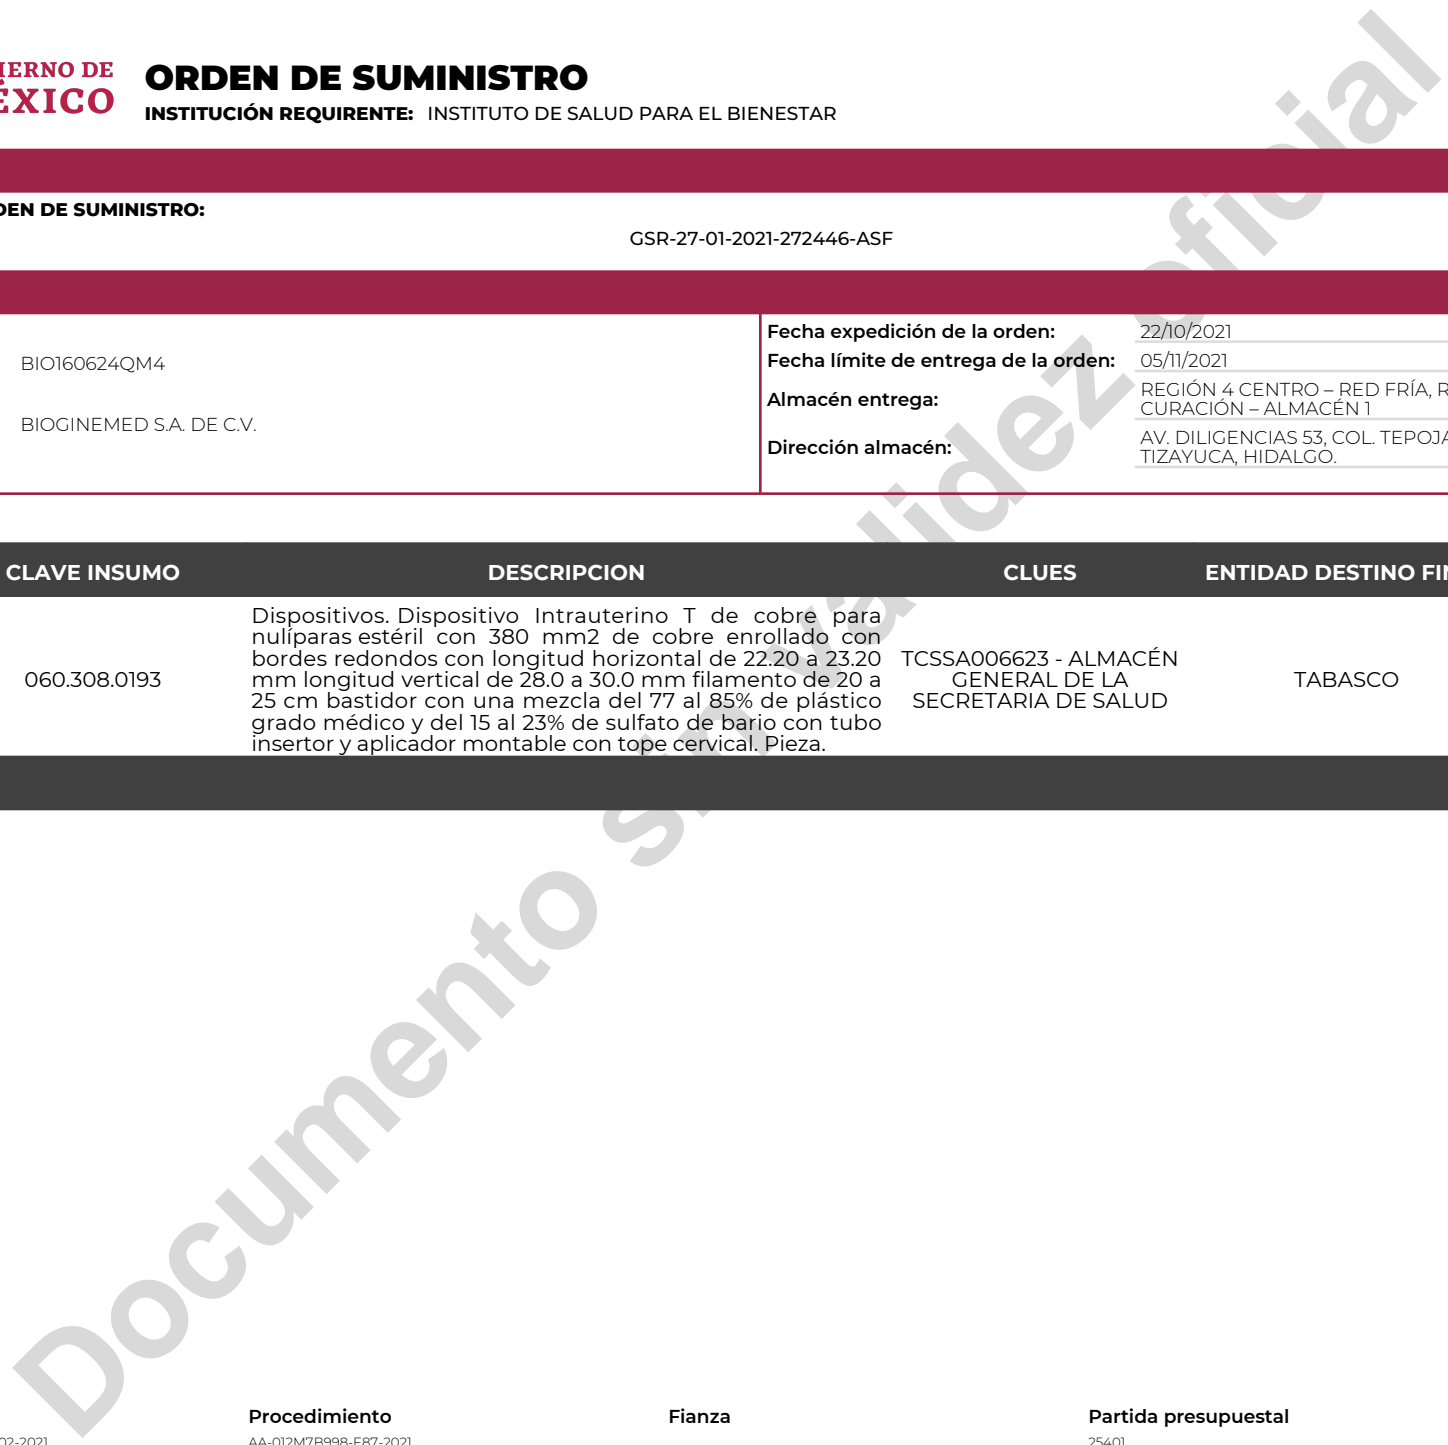 IERNO DE
ÉXICO
ORDEN DE SUMINISTRO
INSTITUCIÓN REQUIRENTE: INSTITUTO DE SALUD PARA EL BIENESTAR
DEN DE SUMINISTRO:
GSR-27-01-2021-272446-ASF
BIO160624QM4
BIOGINEMED S.A. DE C.V.
Fecha expedición de la orden: 22/10/2021
Fecha límite de entrega de la orden: 05/11/2021
Almacén entrega: REGIÓN 4 CENTRO – RED FRÍA, R
CURACIÓN – ALMACÉN 1
Dirección almacén: AV. DILIGENCIAS 53, COL. TEPOJA
TIZAYUCA, HIDALGO.
CLAVE INSUMO DESCRIPCION CLUES ENTIDAD DESTINO FIN
060.308.0193
Dispositivos. Dispositivo Intrauterino T de cobre para
nulíparas estéril con 380 mm2 de cobre enrollado con
bordes redondos con longitud horizontal de 22.20 a 23.20
mm longitud vertical de 28.0 a 30.0 mm filamento de 20 a
25 cm bastidor con una mezcla del 77 al 85% de plástico
grado médico y del 15 al 23% de sulfato de bario con tubo
insertor y aplicador montable con tope cervical. Pieza.
TCSSA006623 - ALMACÉN
GENERAL DE LA
SECRETARIA DE SALUD
TABASCO
Documento sin validez oficial
Procedimiento Fianza Partida presupuestal
02-2021 AA-012M7B998-E87-2021 25401